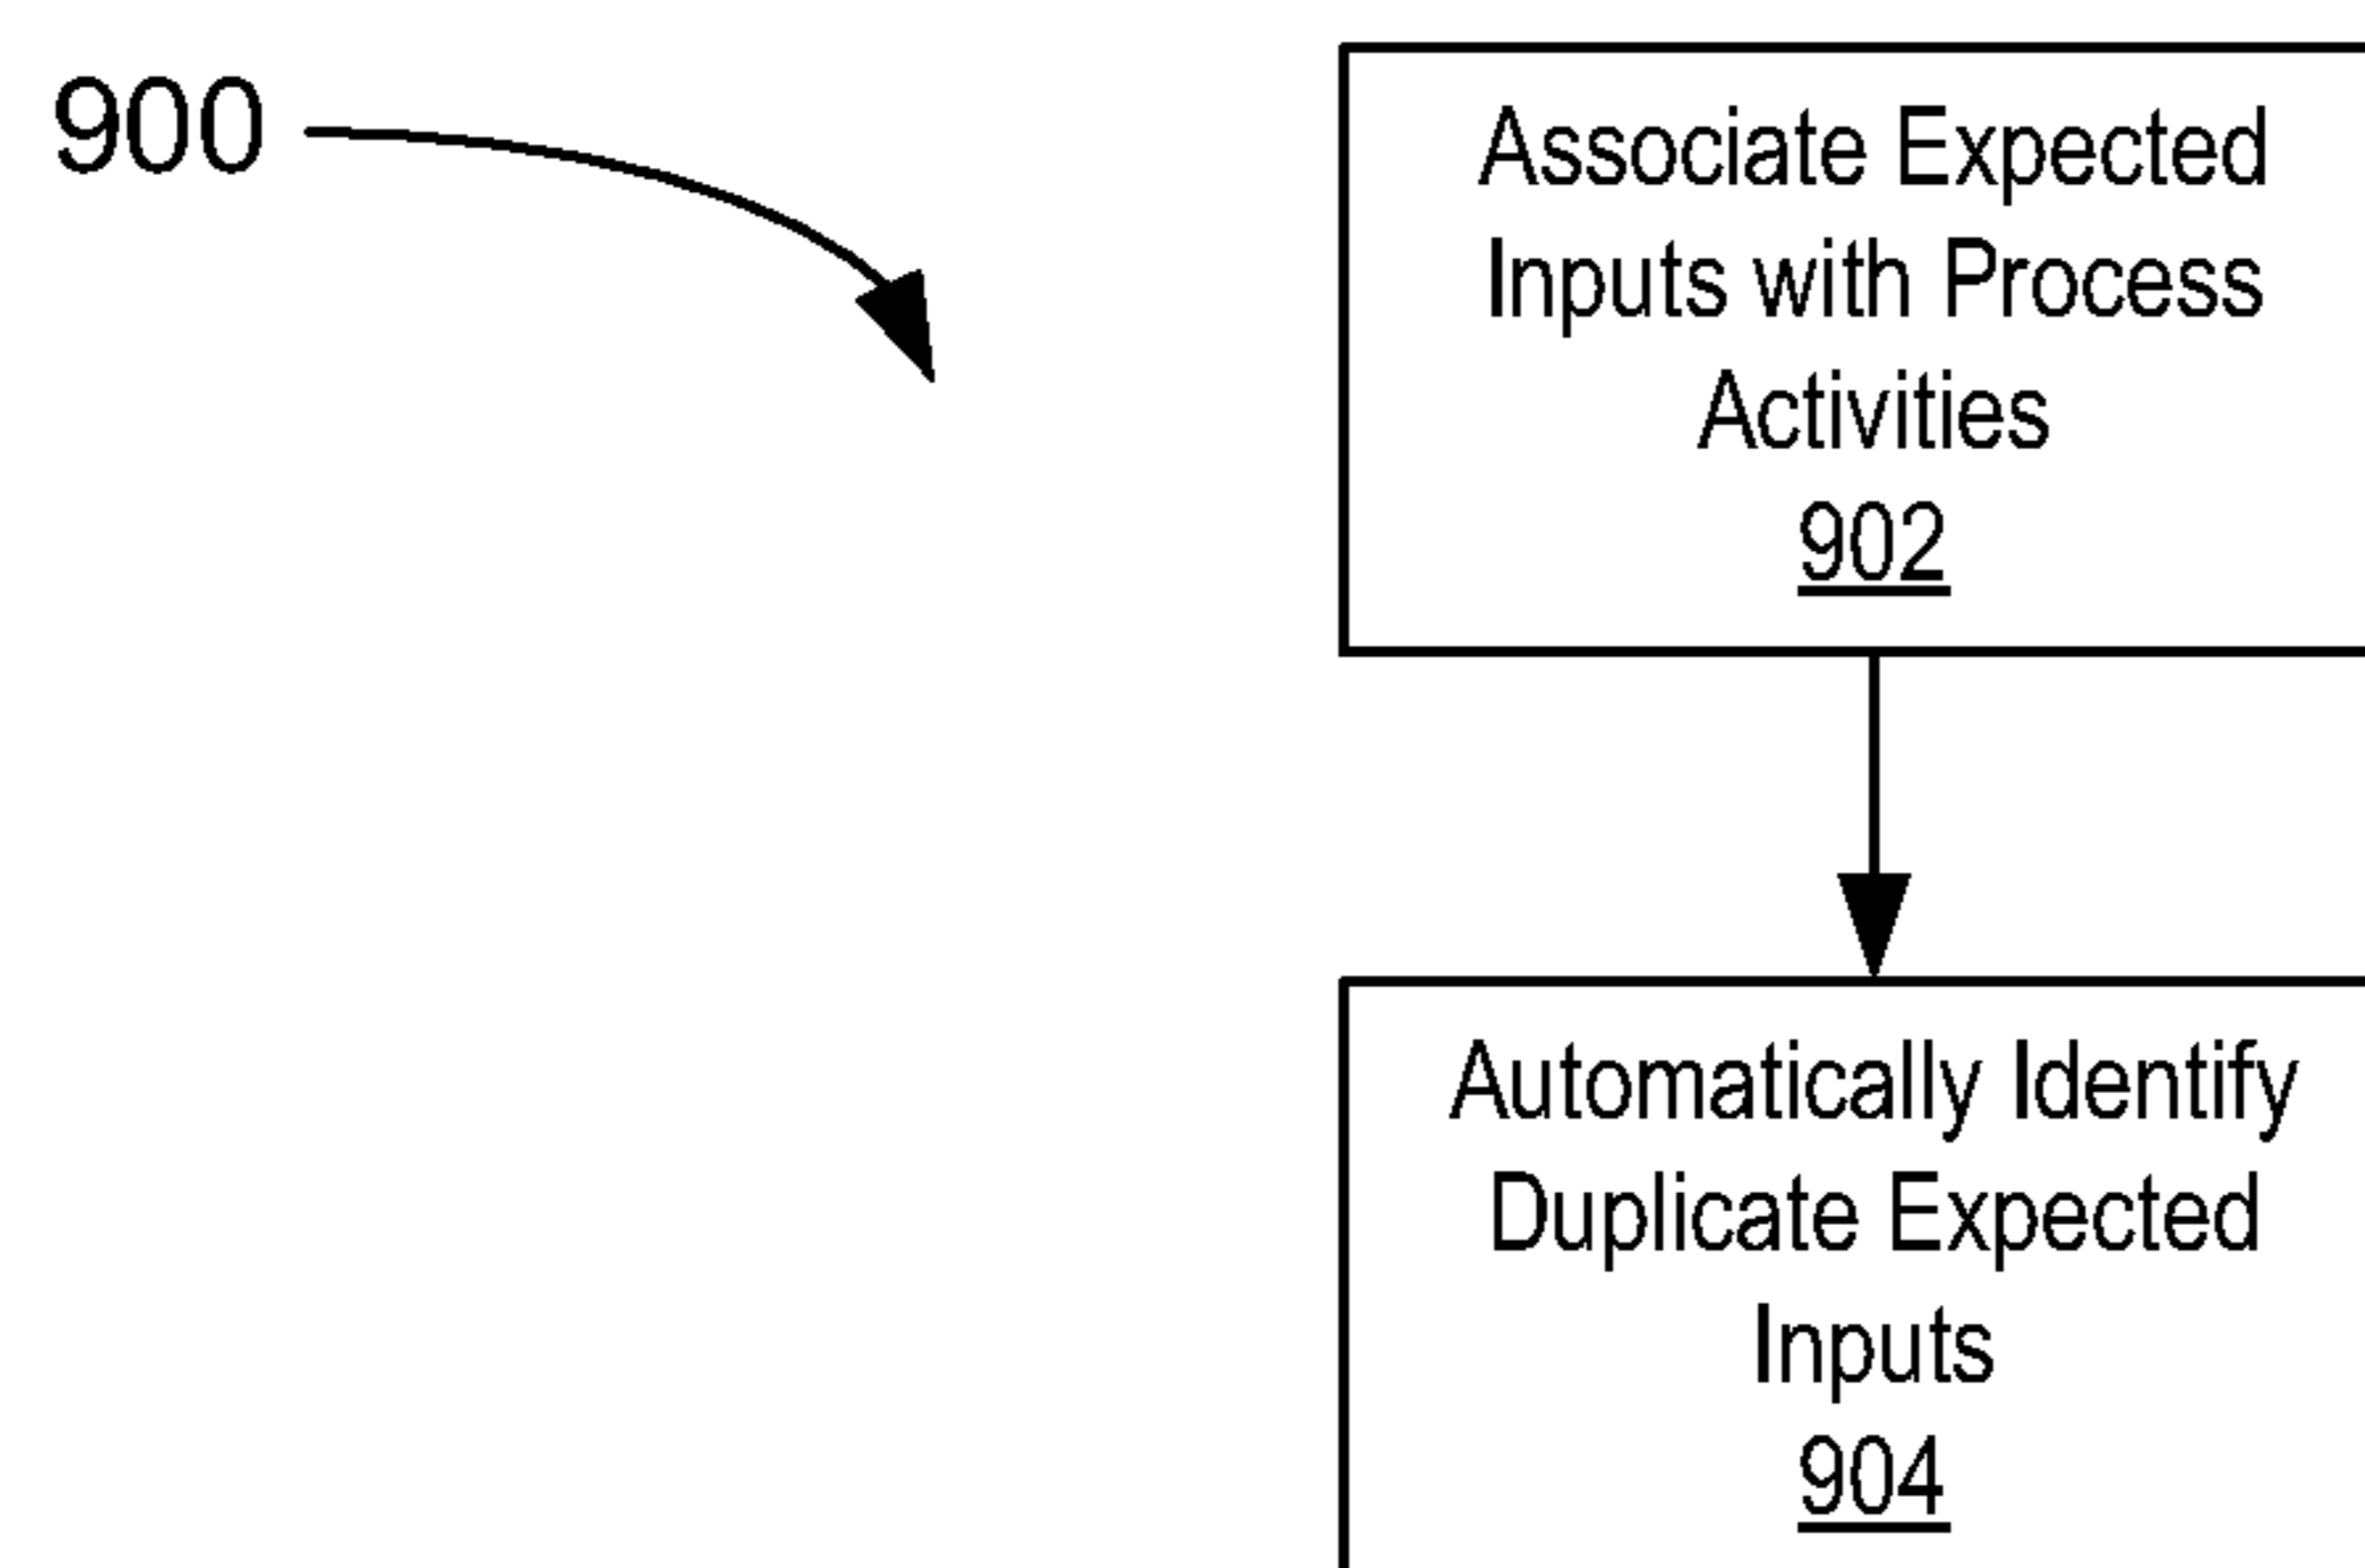 900
Associate Expected
Inputs with Process
Activities
902
Automatically Identify
Duplicate Expected
Inputs
904